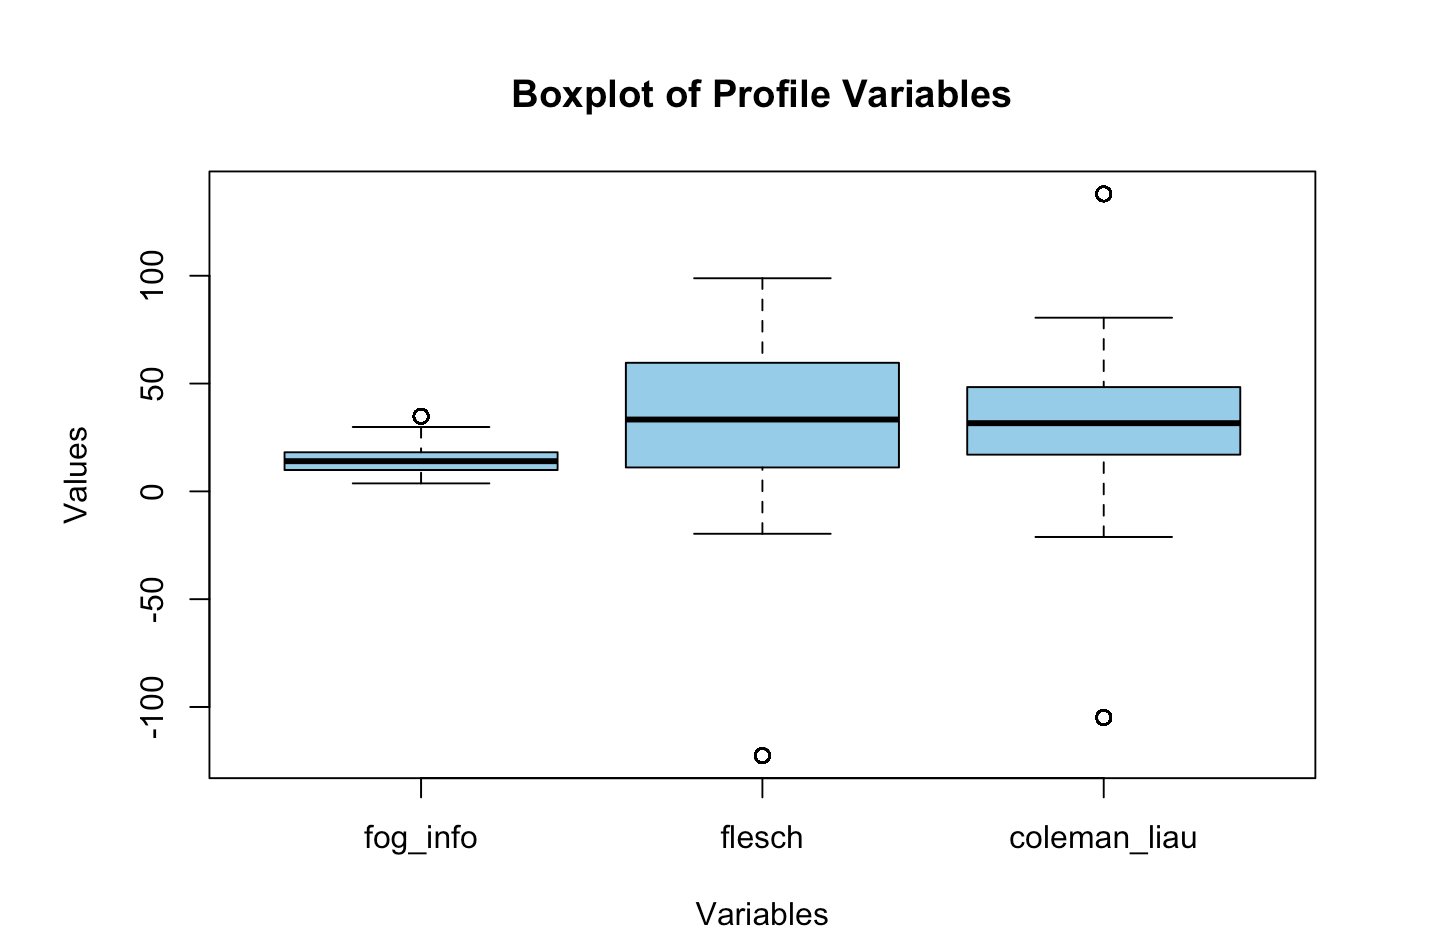 Boxplot of Profile Variables
Values
100
50
0
-50
-100
fog_info
flesch
coleman_liau
Variables